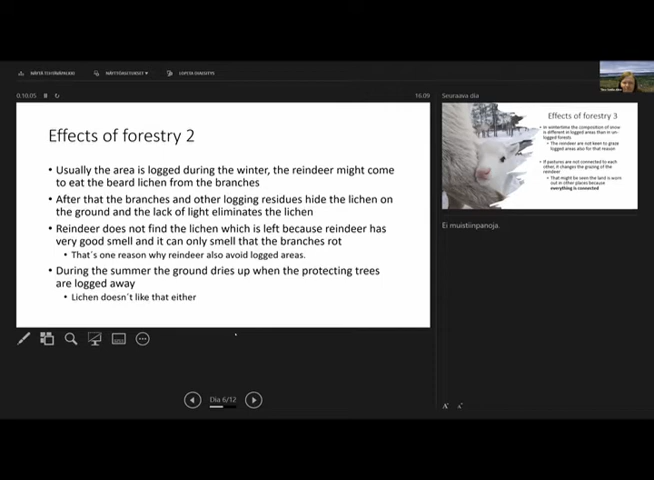 NÄYTÄ TEHTÄVÄPALKKI
NÄYTTÖASETUKSET
LOPETA DIAESITYS
0.10.05
16.09
Seuraava dia
Effects of forestry 2
• Usually the area is logged during the winter, the reindeer might come
to eat the beard lichen from the branches
• After that the branches and other logging residues hide the lichen on
the ground and the lack of light eliminates the lichen
• Reindeer does not find the lichen which is left because reindeer has
very good smell and it can only smell that the branches rot
• That´s one reason why reindeer also avoid logged areas.
• During the summer the ground dries up when the protecting trees
are logged away
• Lichen doesn´t like that either
Effects of forestry 3
• In wintertime the composition of snow
is different in logged areas than in un-
logged forests
• The reindeer are not keen to graze
logged areas also for that reason
• If pastures are not connected to each
other, it changes the grazing of the
reindeer
• That might be seen the land is worn
out in other places because
everything is connected
Ei muistiinpanoja.
Dia 6/12